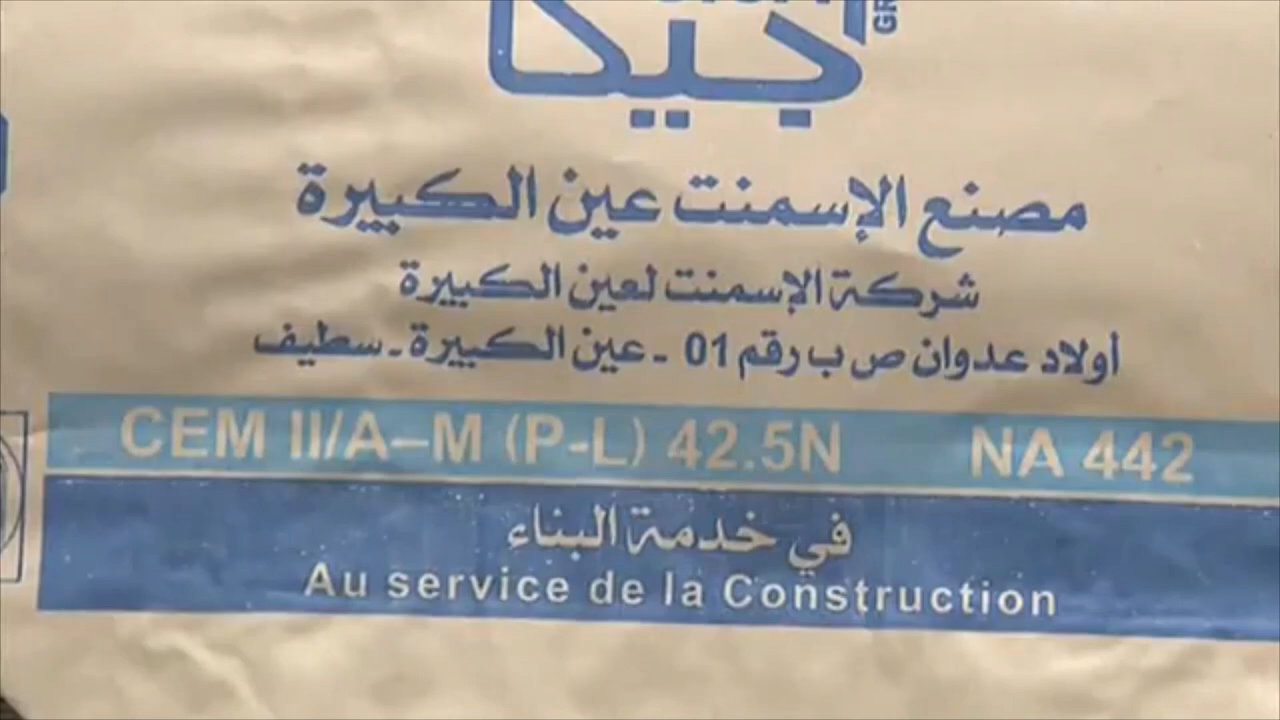 جيكا
مصنع الإسمنت عين الكبيرة
شركة الإسمنت لعين الكبيرة
أولاد عدوان ص ب رقم 01 - عين الكبيرة - سطيف
CEM II/A–M (P-L) 42.5N NA 442
في خدمة البناء
Au service de la Construction